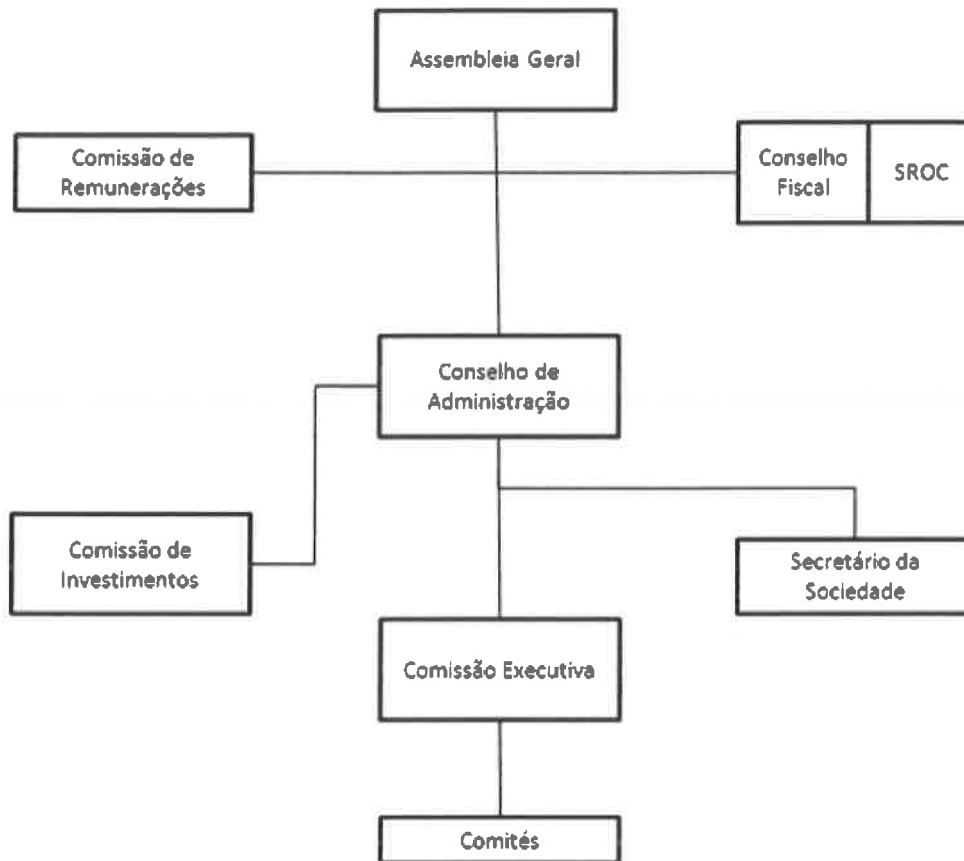 Assembleia Geral
Comissão de
Remunerações
Conselho
Fiscal
SROC
Conselho de
Administração
Comissão de
Investimentos
Secretário da
Sociedade
Comissão Executiva
Comités